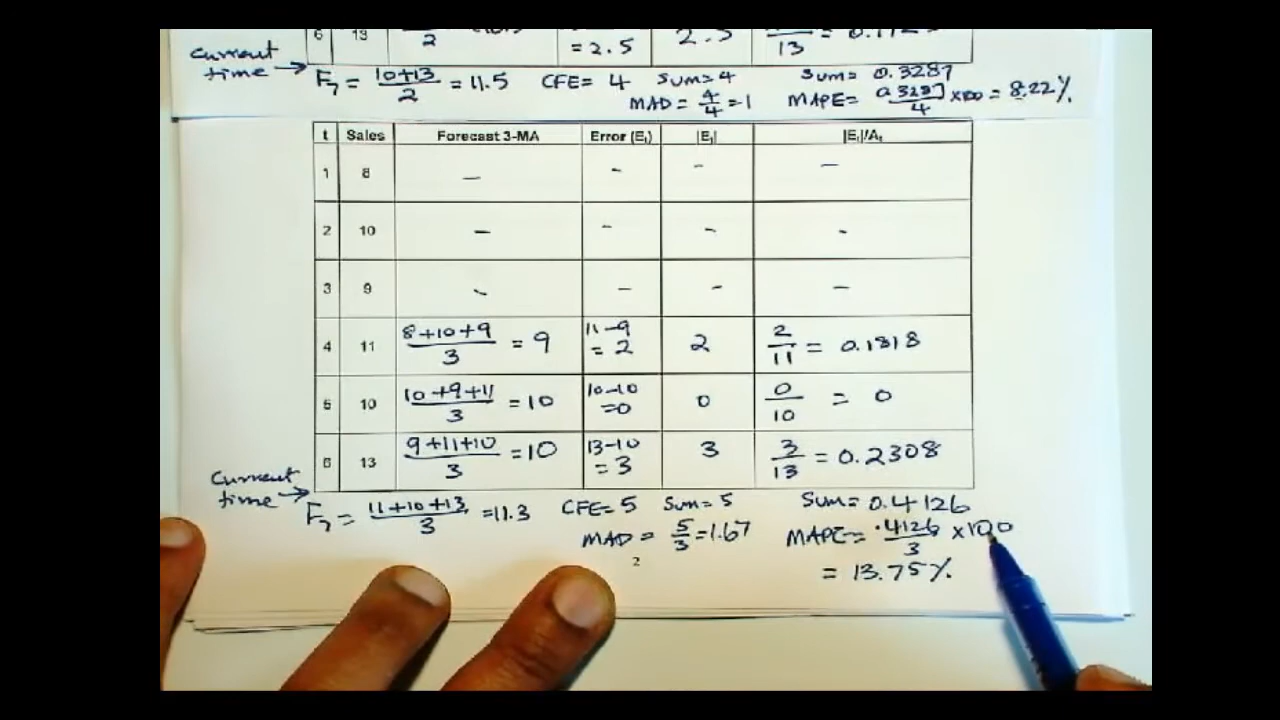 6 13 2 = 2.5 2.5 13
Current
time → F₇ = 10+13 / 2 = 11.5 CFE= 4 SUM= 4 SUM= 0.3287
MAD = 4/4 = 1 MAPE= 0.3287/4 x100 = 8.22%
t Sales Forecast 3-MA Error (Eₜ) |Eₜ| |Eₜ|/Aₜ
1 8 – - - –
2 10 – - - -
3 9 - – - –
4 11 8+10+9 / 3 = 9 11-9 = 2 2 2/11 = 0.1818
5 10 10+9+11 / 3 = 10 10-10 =0 0 0/10 = 0
6 13 9+11+10 / 3 = 10 13-10 = 3 3 3/13 = 0.2308
Current
time → F₇ = 11+10+13 / 3 = 11.3 CFE= 5 Sum= 5 Sum= 0.4126
MAD = 5/3 = 1.67 MAPE= .4126/3 x100
= 13.75%
2